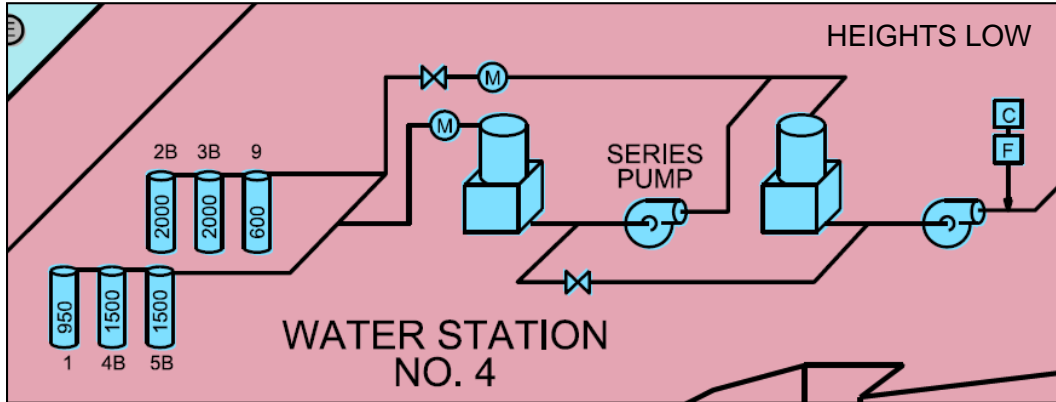 E
HEIGHTS LOW
M
M
C
F
2B 3B 9
SERIES
PUMP
2000 2000 600
950 1500 1500
1 4B 5B
WATER STATION
NO. 4